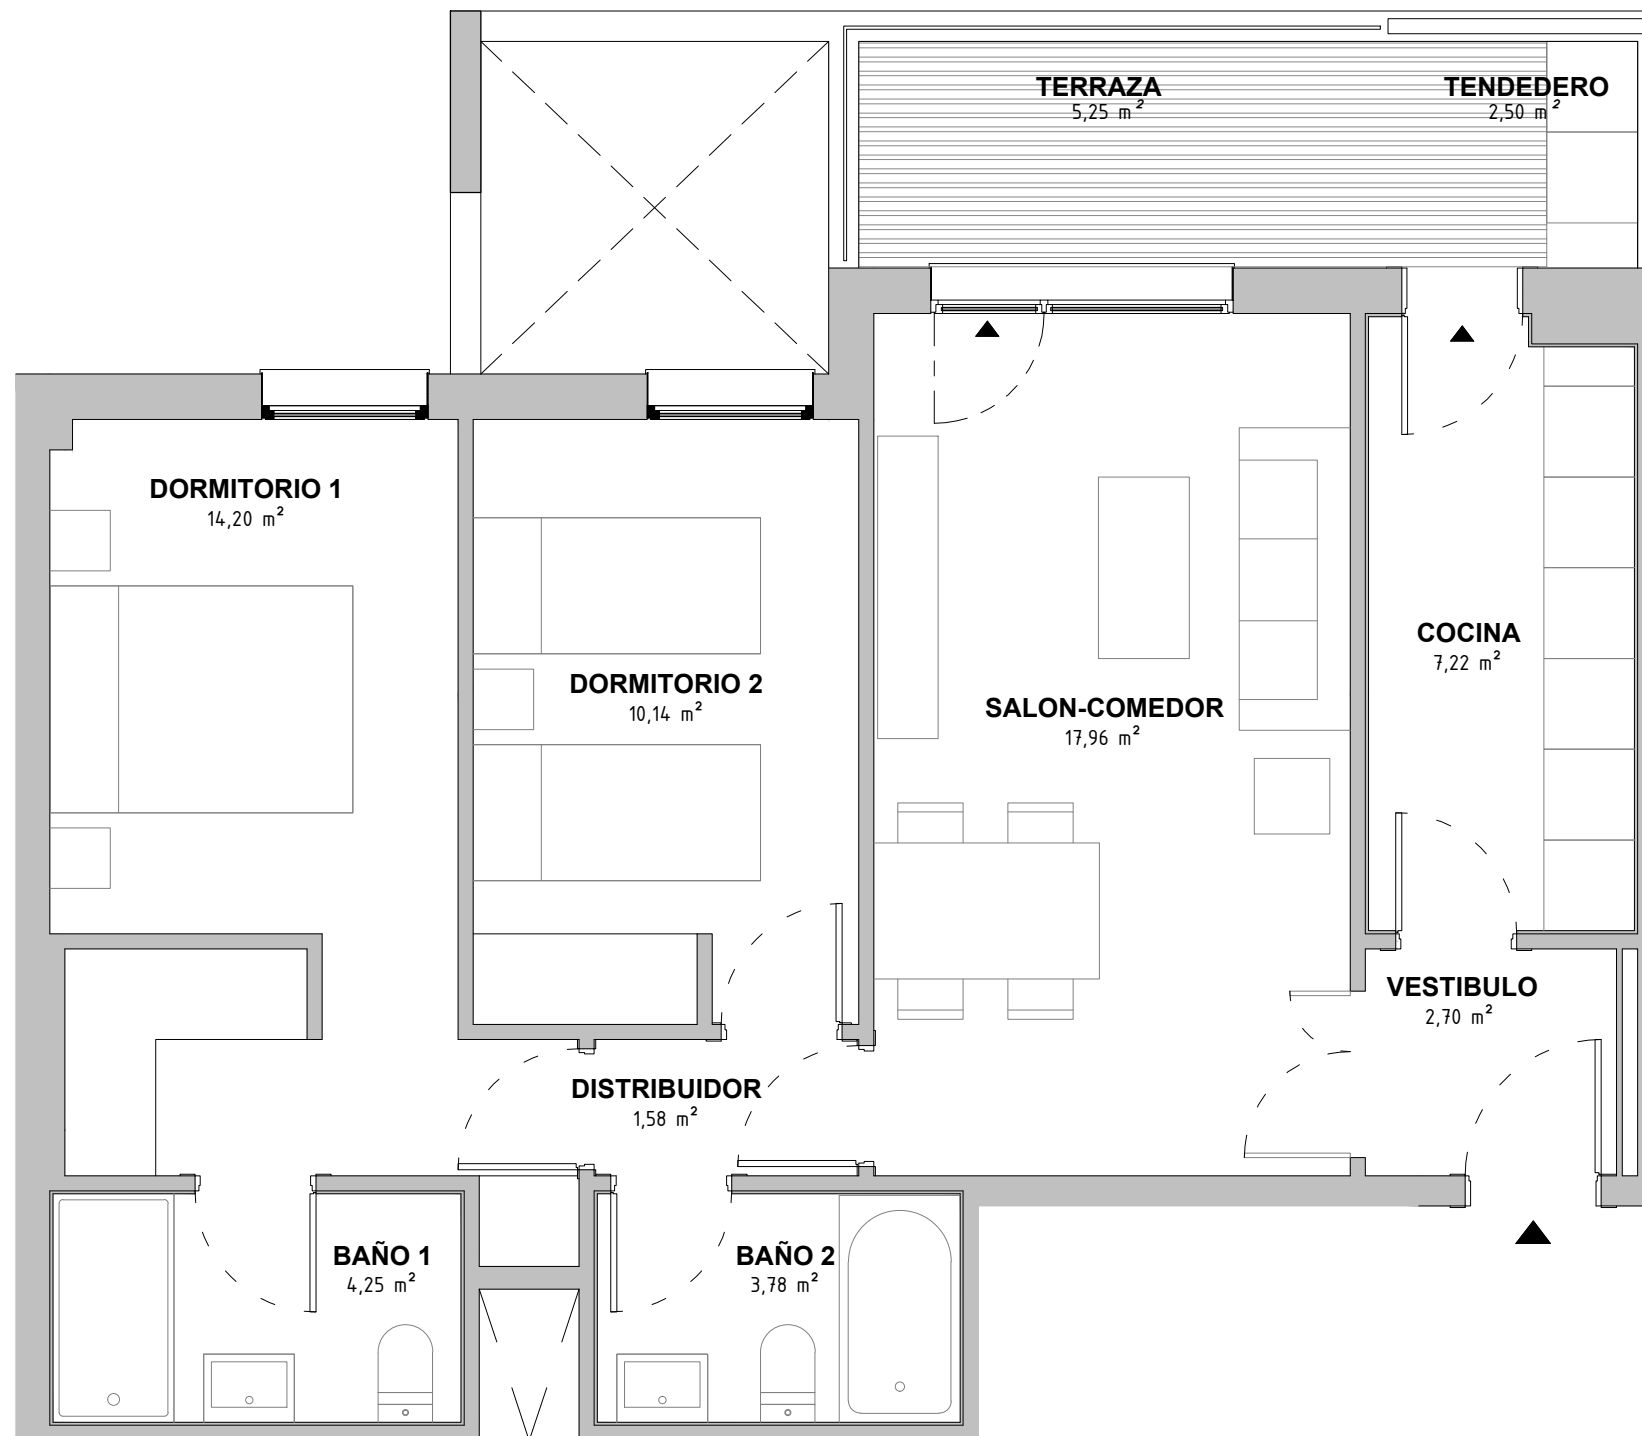 TERRAZA
5,25 m²
TENDEDERO
2,50 m²
DORMITORIO 1
14,20 m²
DORMITORIO 2
10,14 m²
SALON-COMEDOR
17,96 m²
COCINA
7,22 m²
VESTIBULO
2,70 m²
DISTRIBUIDOR
1,58 m²
BAÑO 1
4,25 m²
BAÑO 2
3,78 m²